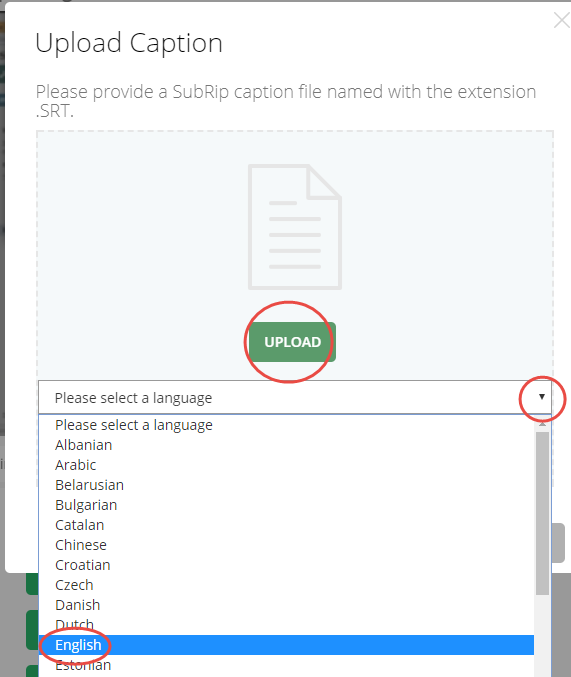 Upload Caption
Please provide a SubRip caption file named with the extension
.SRT.
UPLOAD
Please select a language
Please select a language
Albanian
Arabic
Belarusian
Bulgarian
Catalan
Chinese
Croatian
Czech
Danish
Dutch
English
Estonian